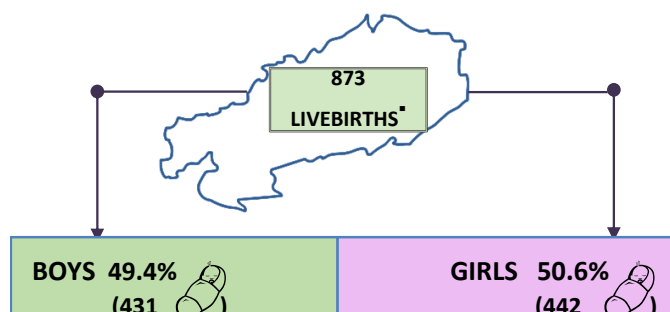 873
LIVEBIRTHS▪
BOYS 49.4%
(431 )
GIRLS 50.6%
(442 )